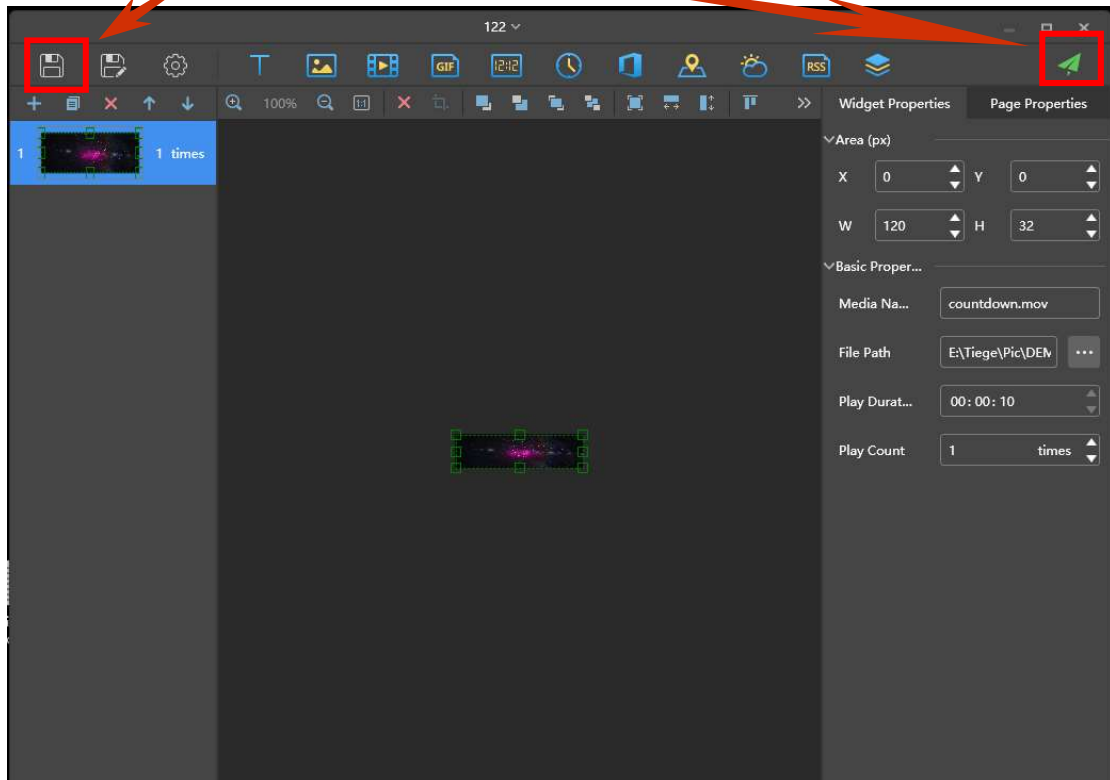 122
GIF
12:12
RSS
100%
1:1
Widget Properties
Page Properties
1
1 times
Area (px)
X 0 Y 0
W 120 H 32
Basic Proper...
Media Na... countdown.mov
File Path E:\Tiege\Pic\DEM ...
Play Durat... 00:00:10
Play Count 1 times